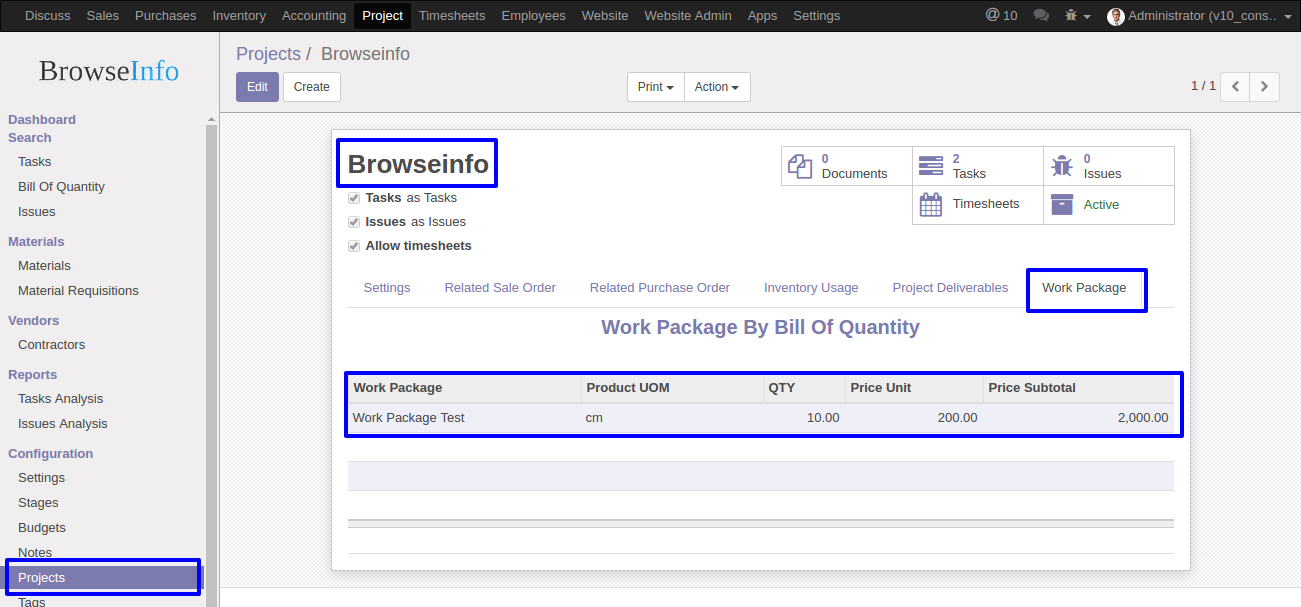 Discuss Sales Purchases Inventory Accounting Project Timesheets Employees Website Website Admin Apps Settings @ 10 Administrator (v10_cons..
BrowseInfo
Projects / Browseinfo
Edit Create Print Action 1 / 1
Dashboard
Search
Tasks
Bill Of Quantity
Issues
Materials
Materials
Material Requisitions
Vendors
Contractors
Reports
Tasks Analysis
Issues Analysis
Configuration
Settings
Stages
Budgets
Notes
Projects
Tags
Browseinfo
Tasks as Tasks
Issues as Issues
Allow timesheets
0 Documents
2 Tasks
0 Issues
Timesheets
Active
Settings Related Sale Order Related Purchase Order Inventory Usage Project Deliverables Work Package
Work Package By Bill Of Quantity
Work Package Product UOM QTY Price Unit Price Subtotal
Work Package Test cm 10.00 200.00 2,000.00